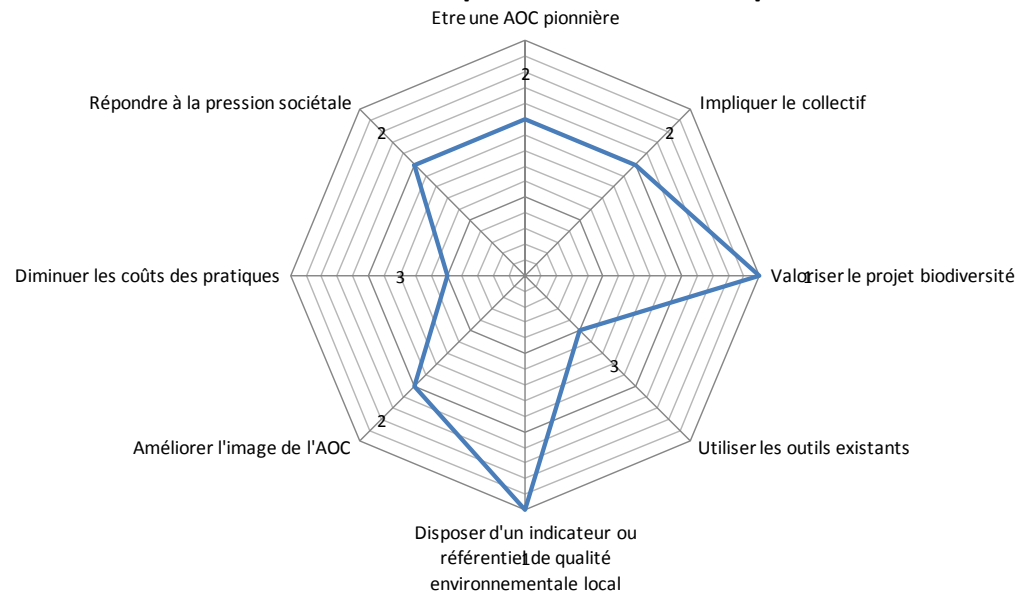 Etre une AOC pionnière
2
Répondre à la pression sociétale
2
Impliquer le collectif
2
Diminuer les coûts des pratiques
3
Valoriser le projet biodiversité
1
3
Améliorer l'image de l'AOC
2
Utiliser les outils existants
Disposer d'un indicateur ou
référentiel de qualité
1
environnementale local